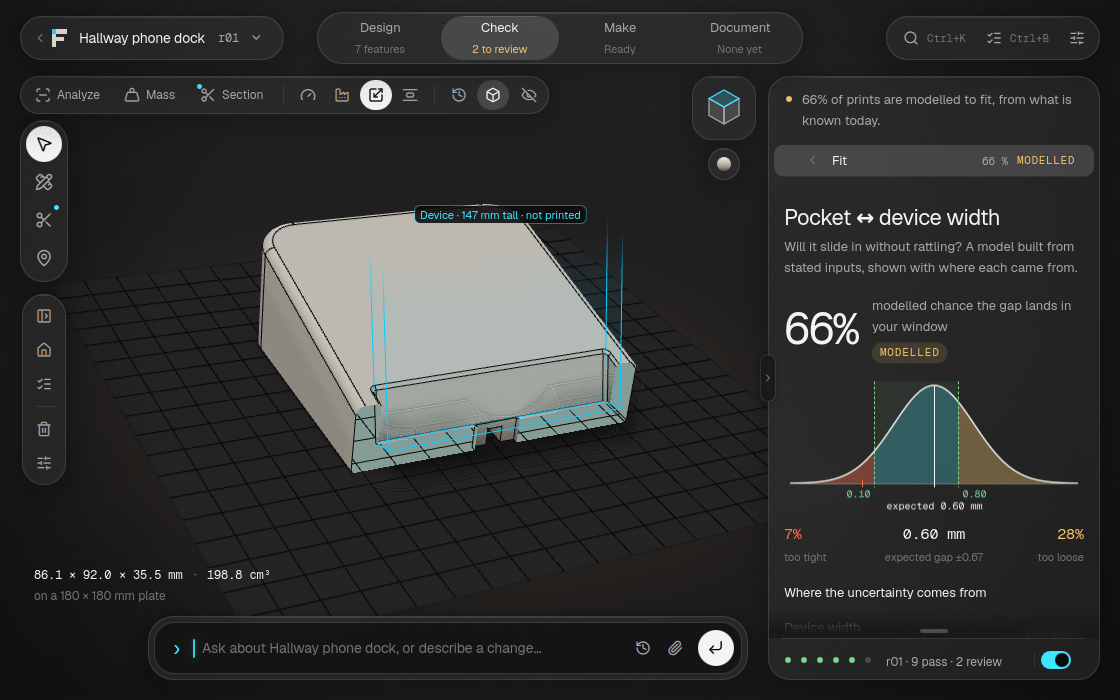 Hallway phone dock r01
Design
7 features
Check
2 to review
Make
Ready
Document
None yet
Ctrl+K
Ctrl+B
Analyze
Mass
Section
Device · 147 mm tall · not printed
86.1 × 92.0 × 35.5 mm · 198.8 cm³
on a 180 × 180 mm plate
Ask about Hallway phone dock, or describe a change…
66% of prints are modelled to fit, from what is
known today.
Fit 66 % MODELLED
Pocket ↔ device width
Will it slide in without rattling? A model built from
stated inputs, shown with where each came from.
66%
modelled chance the gap lands in
your window
MODELLED
0.10 0.80
expected 0.60 mm
7% 0.60 mm 28%
too tight expected gap ±0.67 too loose
Where the uncertainty comes from
Device width
r01 · 9 pass · 2 review